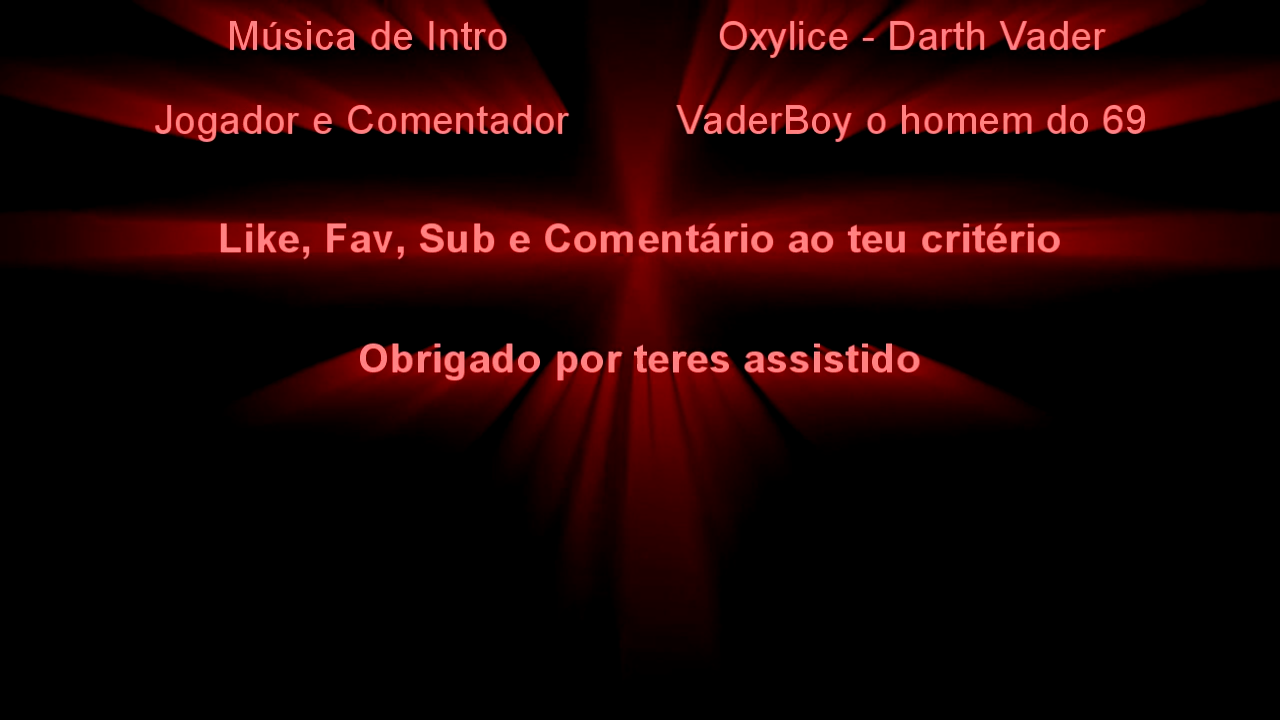 Música de Intro Oxylice - Darth Vader
Jogador e Comentador VaderBoy o homem do 69
Like, Fav, Sub e Comentário ao teu critério
Obrigado por teres assistido